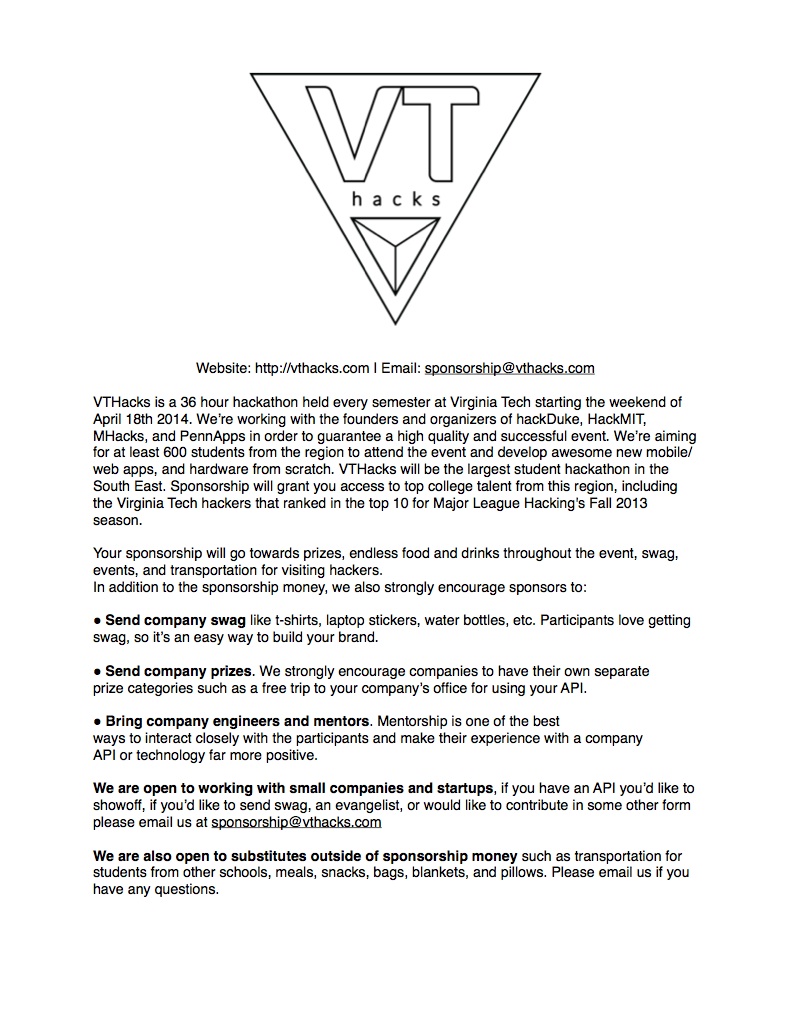 VT
hacks
Website: http://vthacks.com | Email: sponsorship@vthacks.com
VTHacks is a 36 hour hackathon held every semester at Virginia Tech starting the weekend of
April 18th 2014. We’re working with the founders and organizers of hackDuke, HackMIT,
MHacks, and PennApps in order to guarantee a high quality and successful event. We’re aiming
for at least 600 students from the region to attend the event and develop awesome new mobile/
web apps, and hardware from scratch. VTHacks will be the largest student hackathon in the
South East. Sponsorship will grant you access to top college talent from this region, including
the Virginia Tech hackers that ranked in the top 10 for Major League Hacking’s Fall 2013
season.
Your sponsorship will go towards prizes, endless food and drinks throughout the event, swag,
events, and transportation for visiting hackers.
In addition to the sponsorship money, we also strongly encourage sponsors to:
● Send company swag like t-shirts, laptop stickers, water bottles, etc. Participants love getting
swag, so it’s an easy way to build your brand.
● Send company prizes. We strongly encourage companies to have their own separate
prize categories such as a free trip to your company’s office for using your API.
● Bring company engineers and mentors. Mentorship is one of the best
ways to interact closely with the participants and make their experience with a company
API or technology far more positive.
We are open to working with small companies and startups, if you have an API you’d like to
showoff, if you’d like to send swag, an evangelist, or would like to contribute in some other form
please email us at sponsorship@vthacks.com
We are also open to substitutes outside of sponsorship money such as transportation for
students from other schools, meals, snacks, bags, blankets, and pillows. Please email us if you
have any questions.